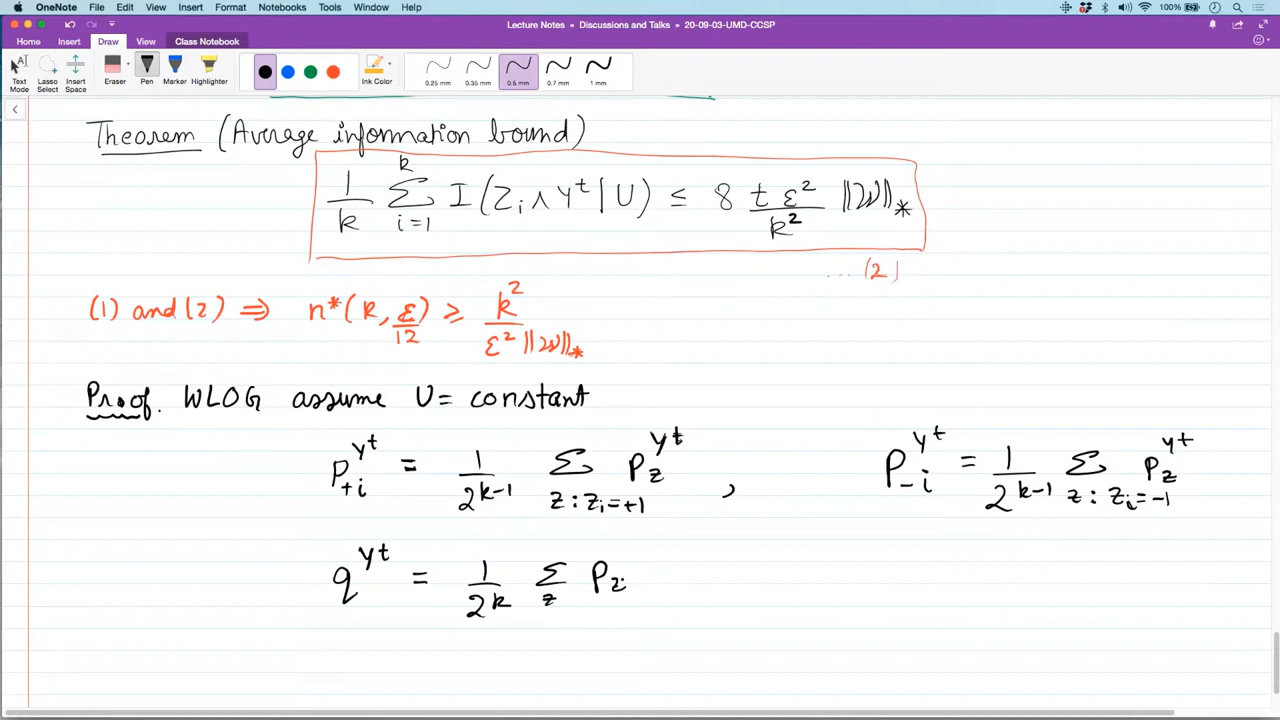 OneNote File Edit View Insert Format Notebooks Tools Window Help 100%
Lecture Notes » Discussions and Talks » 20-09-03-UMD-CCSP
Home Insert Draw View Class Notebook
Text Mode Lasso Select Insert Space Eraser Pen Marker Highlighter Ink Color 0.25 mm 0.35 mm 0.5 mm 0.7 mm 1 mm
Theorem (Average information bound)
1/k Σ_{i=1}^{k} I(Z_i ∧ Y^t | U) ≤ 8 t ε²/k² ‖𝒲‖_*
.... (2)
(1) and (2) ⇒ n*(k, ε/12) ≥ k²/(ε² ‖𝒲‖_*)
Proof. WLOG assume U = constant
P_{+i}^{Y^t} = 1/2^{k-1} Σ_{z: z_i=+1} P_z^{Y^t} , P_{-i}^{Y^t} = 1/2^{k-1} Σ_{z: z_i=-1} P_z^{Y^t}
q^{Y^t} = 1/2^k Σ_z P_z